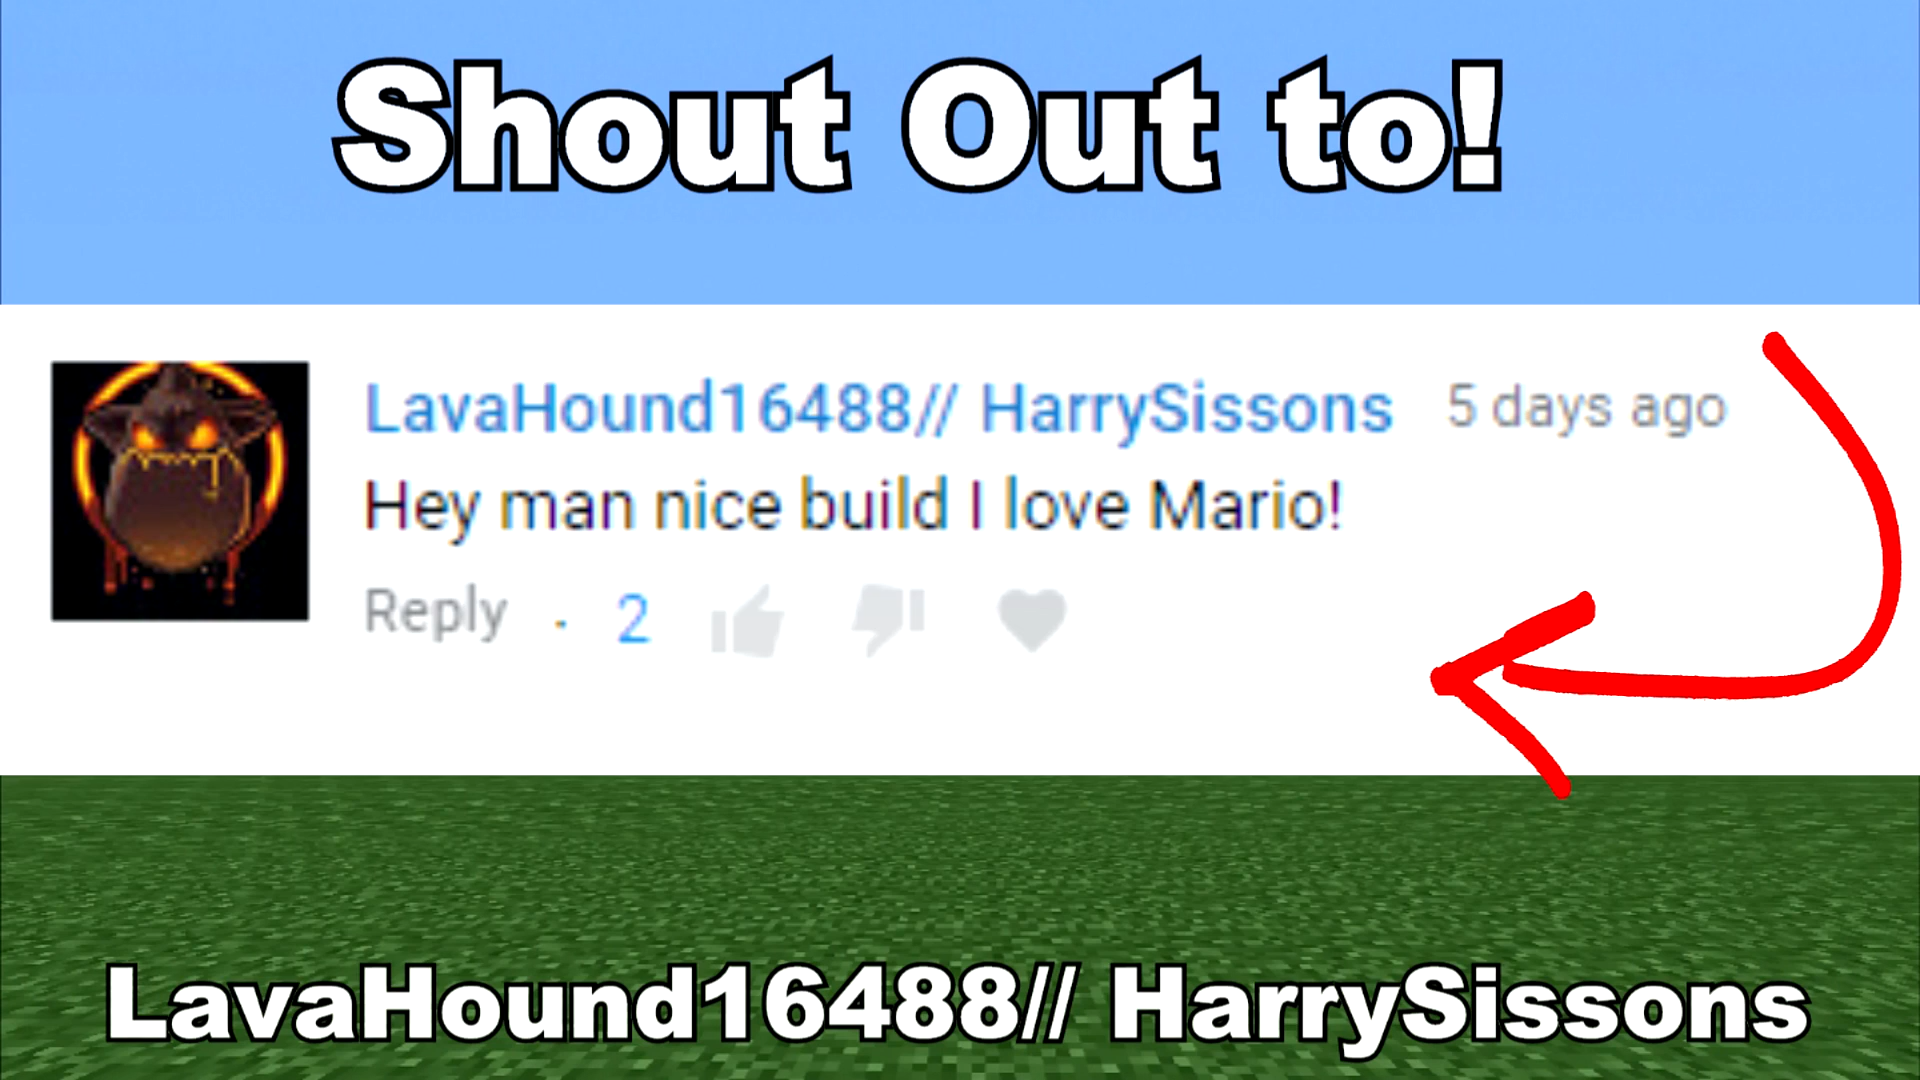 Shout Out to!
LavaHound16488// HarrySissons 5 days ago
Hey man nice build I love Mario!
Reply · 2
LavaHound16488// HarrySissons